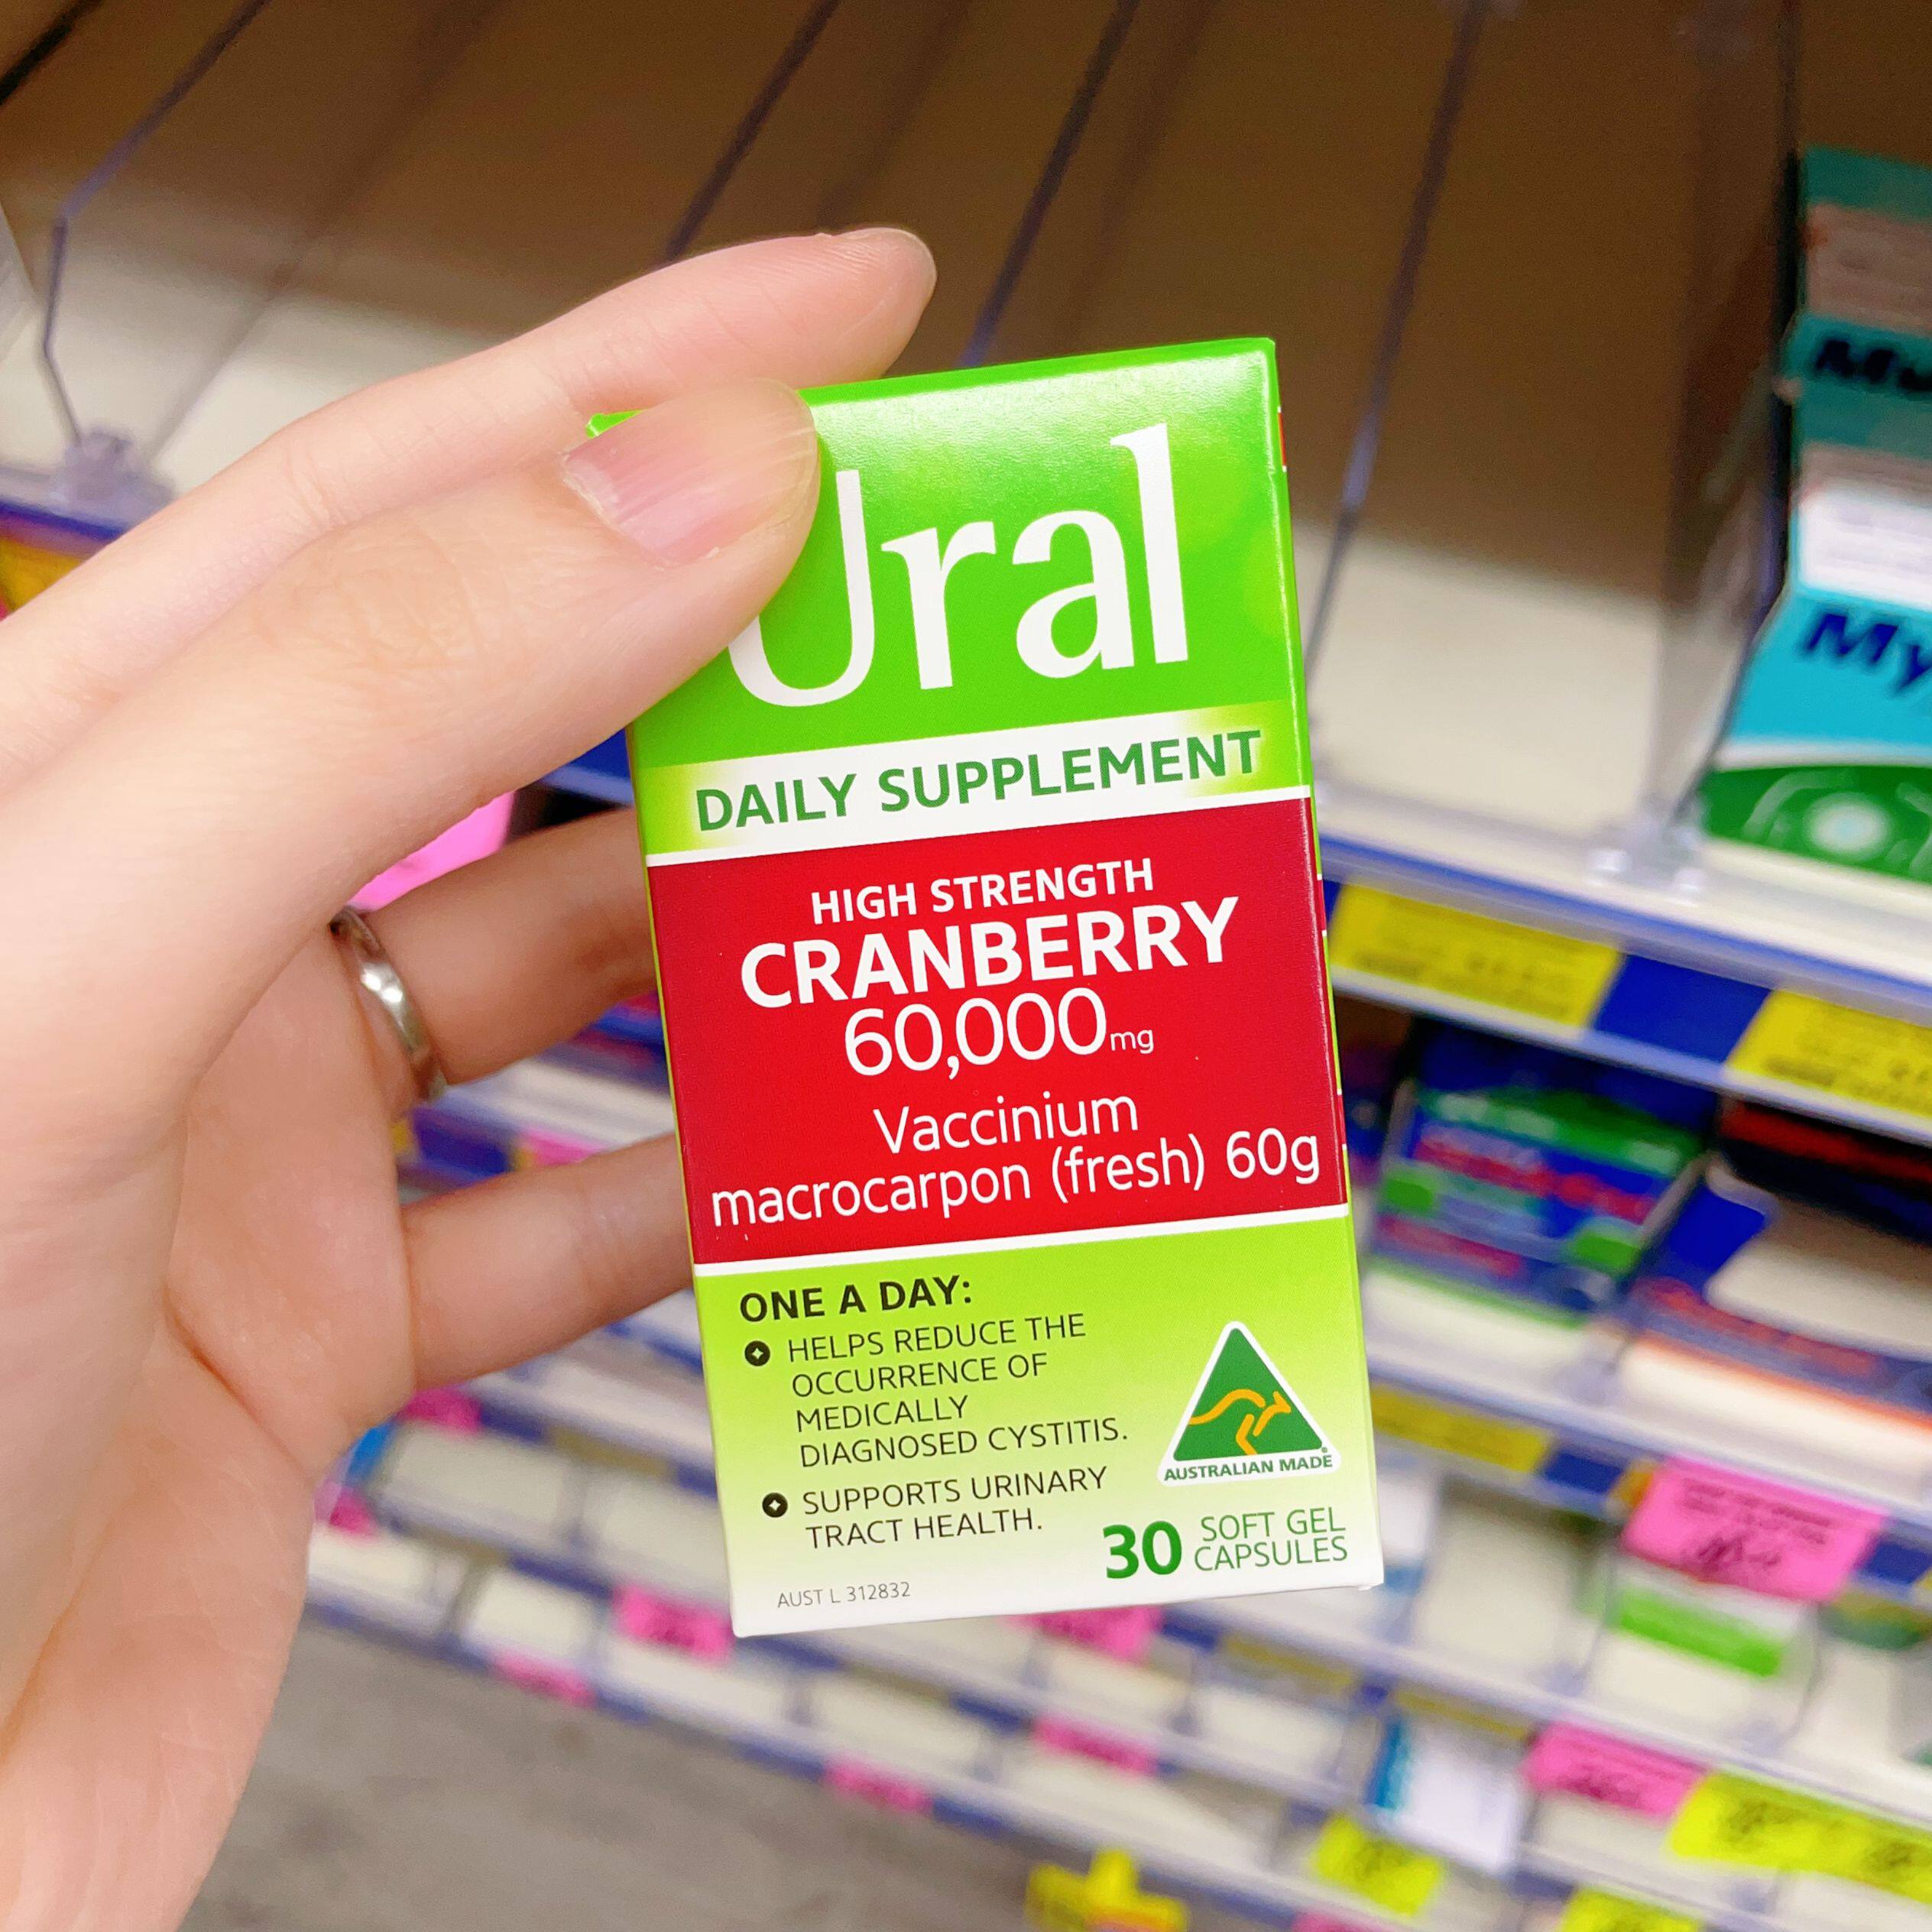 Ural
DAILY SUPPLEMENT
HIGH STRENGTH
CRANBERRY
60,000mg
Vaccinium
macrocarpon (fresh) 60g
ONE A DAY:
HELPS REDUCE THE
OCCURRENCE OF
MEDICALLY
DIAGNOSED CYSTITIS.
SUPPORTS URINARY
TRACT HEALTH.
AUSTRALIAN MADE
30 SOFT GEL
CAPSULES
AUST L 312832